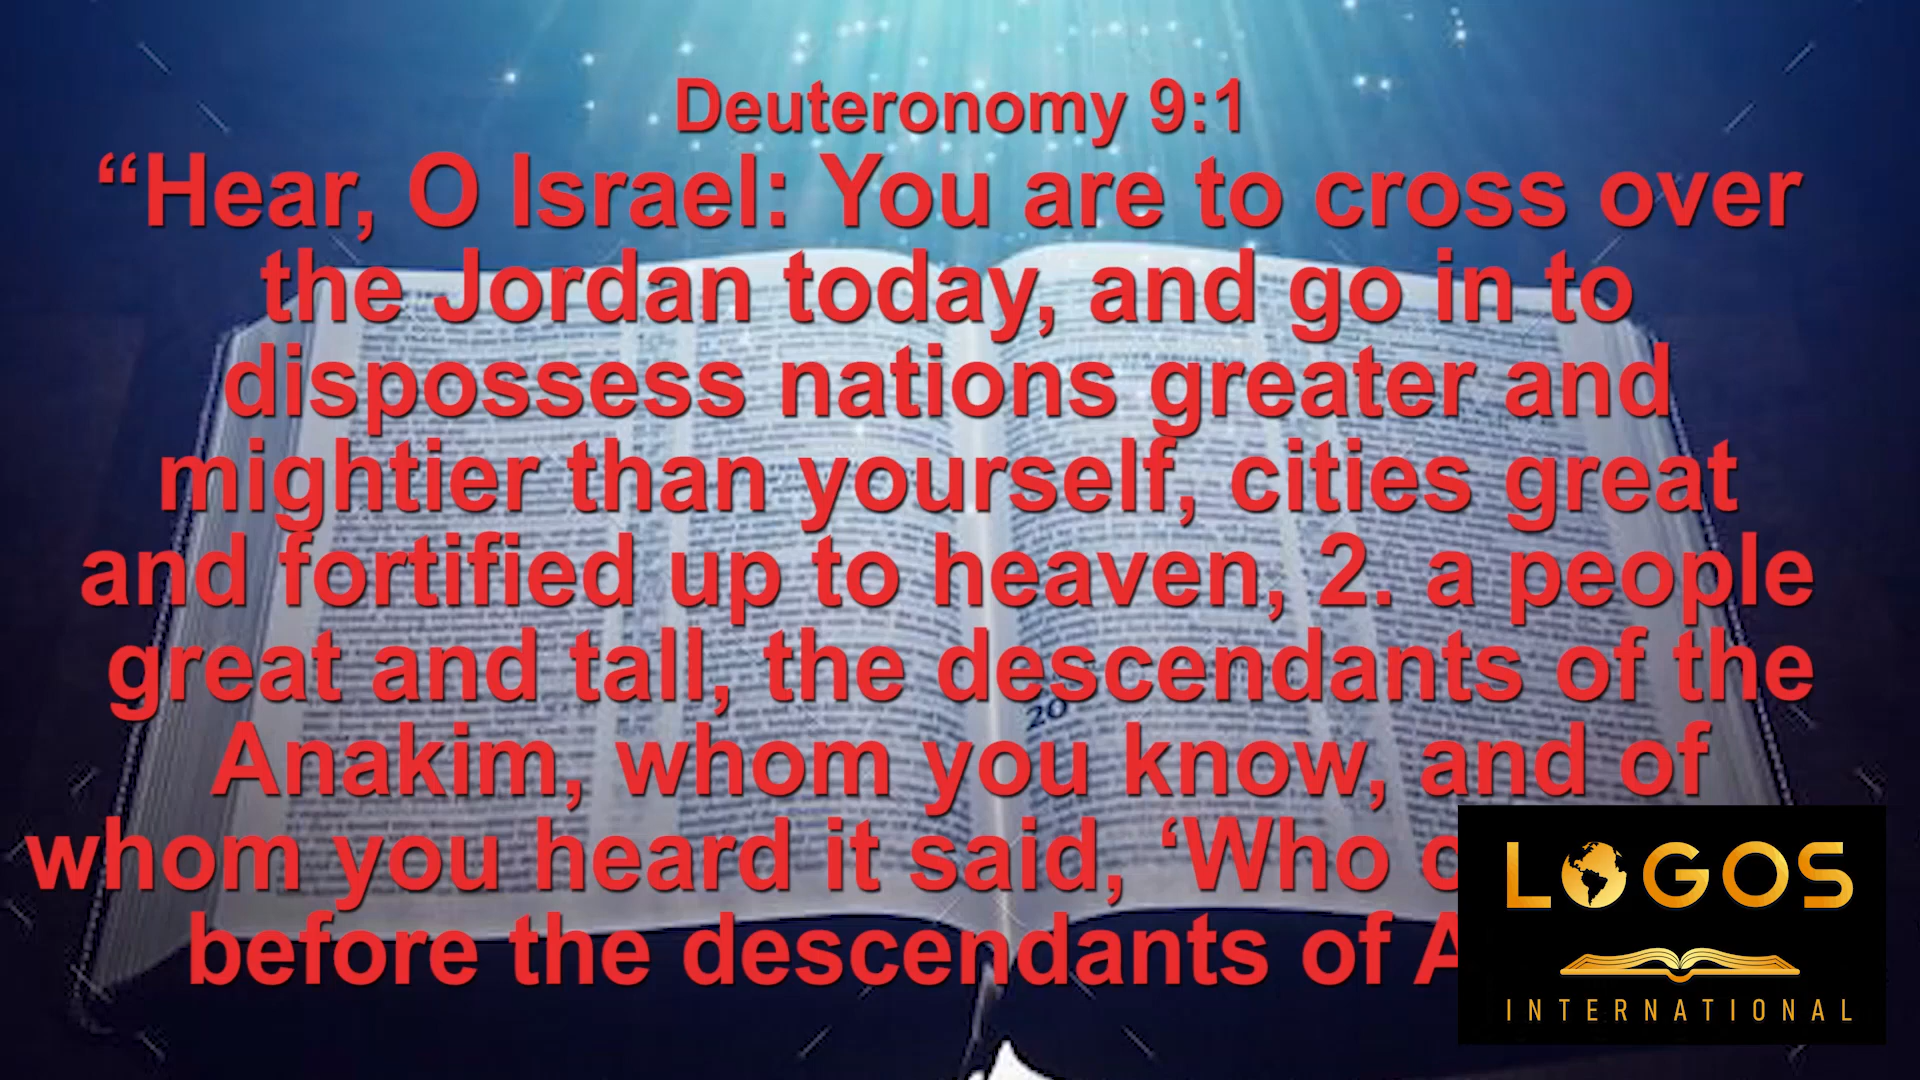 Deuteronomy 9:1
“Hear, O Israel: You are to cross over
the Jordan today, and go in to
dispossess nations greater and
mightier than yourself, cities great
and fortified up to heaven, 2. a people
great and tall, the descendants of the
Anakim, whom you know, and of
whom you heard it said, ‘Who
before the descendants of
20
LOGOS
INTERNATIONAL